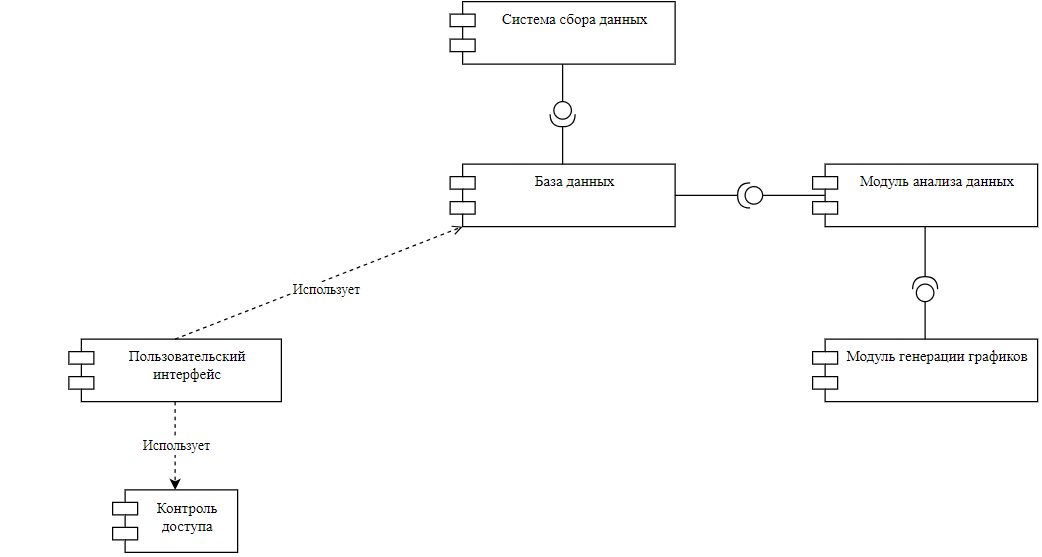 Система сбора данных
База данных
Модуль анализа данных
Использует
Пользовательский
интерфейс
Модуль генерации графиков
Использует
Контроль
доступа